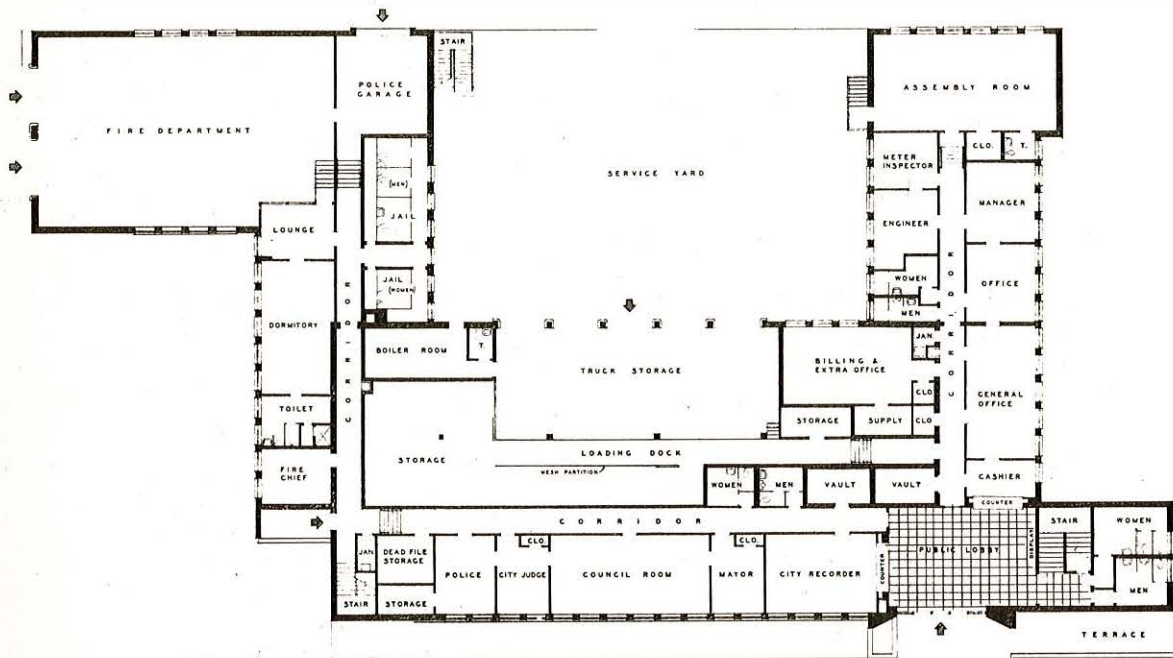 STAIR
POLICE
GARAGE
FIRE DEPARTMENT
ASSEMBLY ROOM
CLO.
T.
METER
INSPECTOR
(MEN)
JAIL
SERVICE YARD
MANAGER
LOUNGE
ENGINEER
CORRIDOR
JAIL
(WOMEN)
WOMEN
MEN
CORRIDOR
OFFICE
DORMITORY
BOILER ROOM
T.
TRUCK STORAGE
JAN.
BILLING &
EXTRA OFFICE
CLO.
GENERAL
OFFICE
TOILET
STORAGE
SUPPLY
CLO.
STORAGE
LOADING DOCK
MESH PARTITION
FIRE
CHIEF
WOMEN
MEN
VAULT
VAULT
CASHIER
COUNTER
CORRIDOR
PUBLIC LOBBY
DISPLAY
STAIR
WOMEN
MEN
JAN.
DEAD FILE
STORAGE
CLO.
CLO.
POLICE
CITY JUDGE
COUNCIL ROOM
MAYOR
CITY RECORDER
COUNTER
STAIR
STORAGE
TERRACE